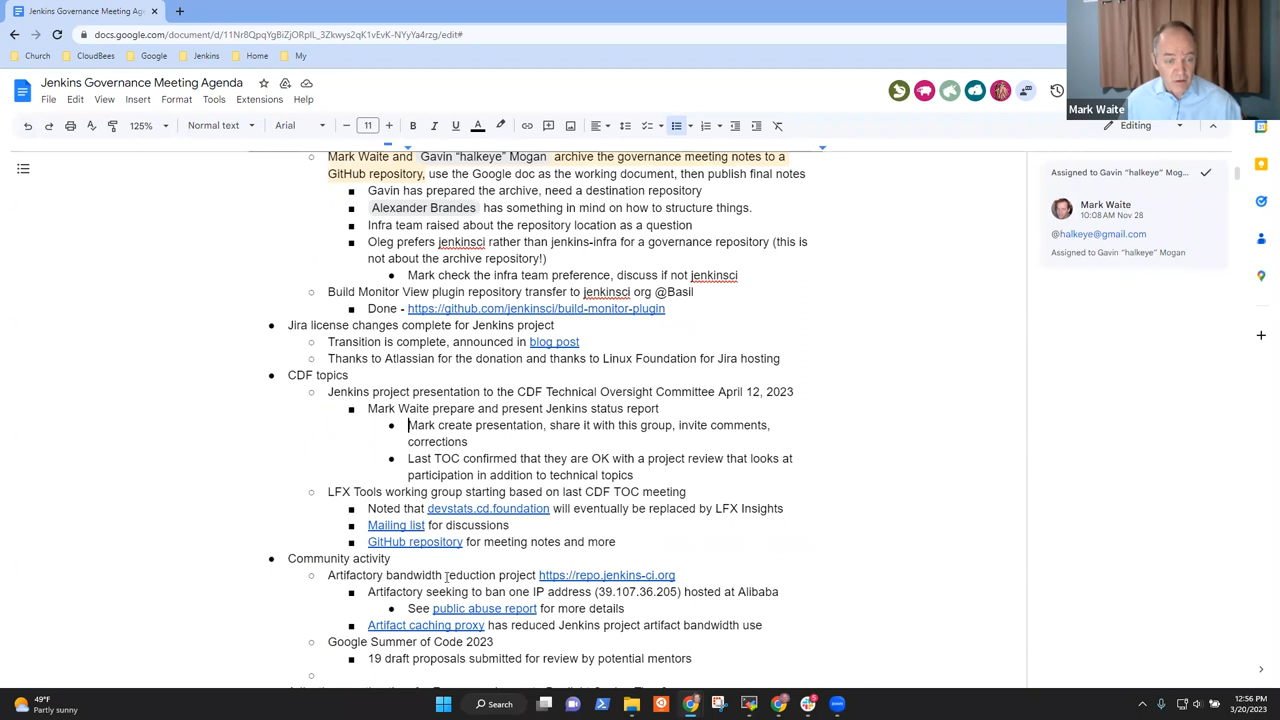 Jenkins Governance Meeting Ag
docs.google.com/document/d/11Nr8QpqYgBiZjORpIL_3Zkwys2qK1vEvK-NYyYa4rzg/edit#
Church
CloudBees
Google
Jenkins
Cloud
Home
My
Jenkins Governance Meeting Agenda
File Edit View Insert Format Tools Extensions Help
125% Normal text Arial 11 Editing
Mark Waite
Mark Waite and Gavin “halkeye” Mogan archive the governance meeting notes to a
GitHub repository, use the Google doc as the working document, then publish final notes
Gavin has prepared the archive, need a destination repository
Alexander Brandes has something in mind on how to structure things.
Infra team raised about the repository location as a question
Oleg prefers jenkinsci rather than jenkins-infra for a governance repository (this is
not about the archive repository!)
Mark check the infra team preference, discuss if not jenkinsci
Build Monitor View plugin repository transfer to jenkinsci org @Basil
Done - https://github.com/jenkinsci/build-monitor-plugin
Jira license changes complete for Jenkins project
Transition is complete, announced in blog post
Thanks to Atlassian for the donation and thanks to Linux Foundation for Jira hosting
CDF topics
Jenkins project presentation to the CDF Technical Oversight Committee April 12, 2023
Mark Waite prepare and present Jenkins status report
Mark create presentation, share it with this group, invite comments,
corrections
Last TOC confirmed that they are OK with a project review that looks at
participation in addition to technical topics
LFX Tools working group starting based on last CDF TOC meeting
Noted that devstats.cd.foundation will eventually be replaced by LFX Insights
Mailing list for discussions
GitHub repository for meeting notes and more
Community activity
Artifactory bandwidth reduction project https://repo.jenkins-ci.org
Artifactory seeking to ban one IP address (39.107.36.205) hosted at Alibaba
See public abuse report for more details
Artifact caching proxy has reduced Jenkins project artifact bandwidth use
Google Summer of Code 2023
19 draft proposals submitted for review by potential mentors
Assigned to Gavin “halkeye” Mog...
Mark Waite
10:08 AM Nov 28
@halkeye@gmail.com
Assigned to Gavin “halkeye” Mogan
49°F
Partly sunny
Search
12:56 PM
3/20/2023